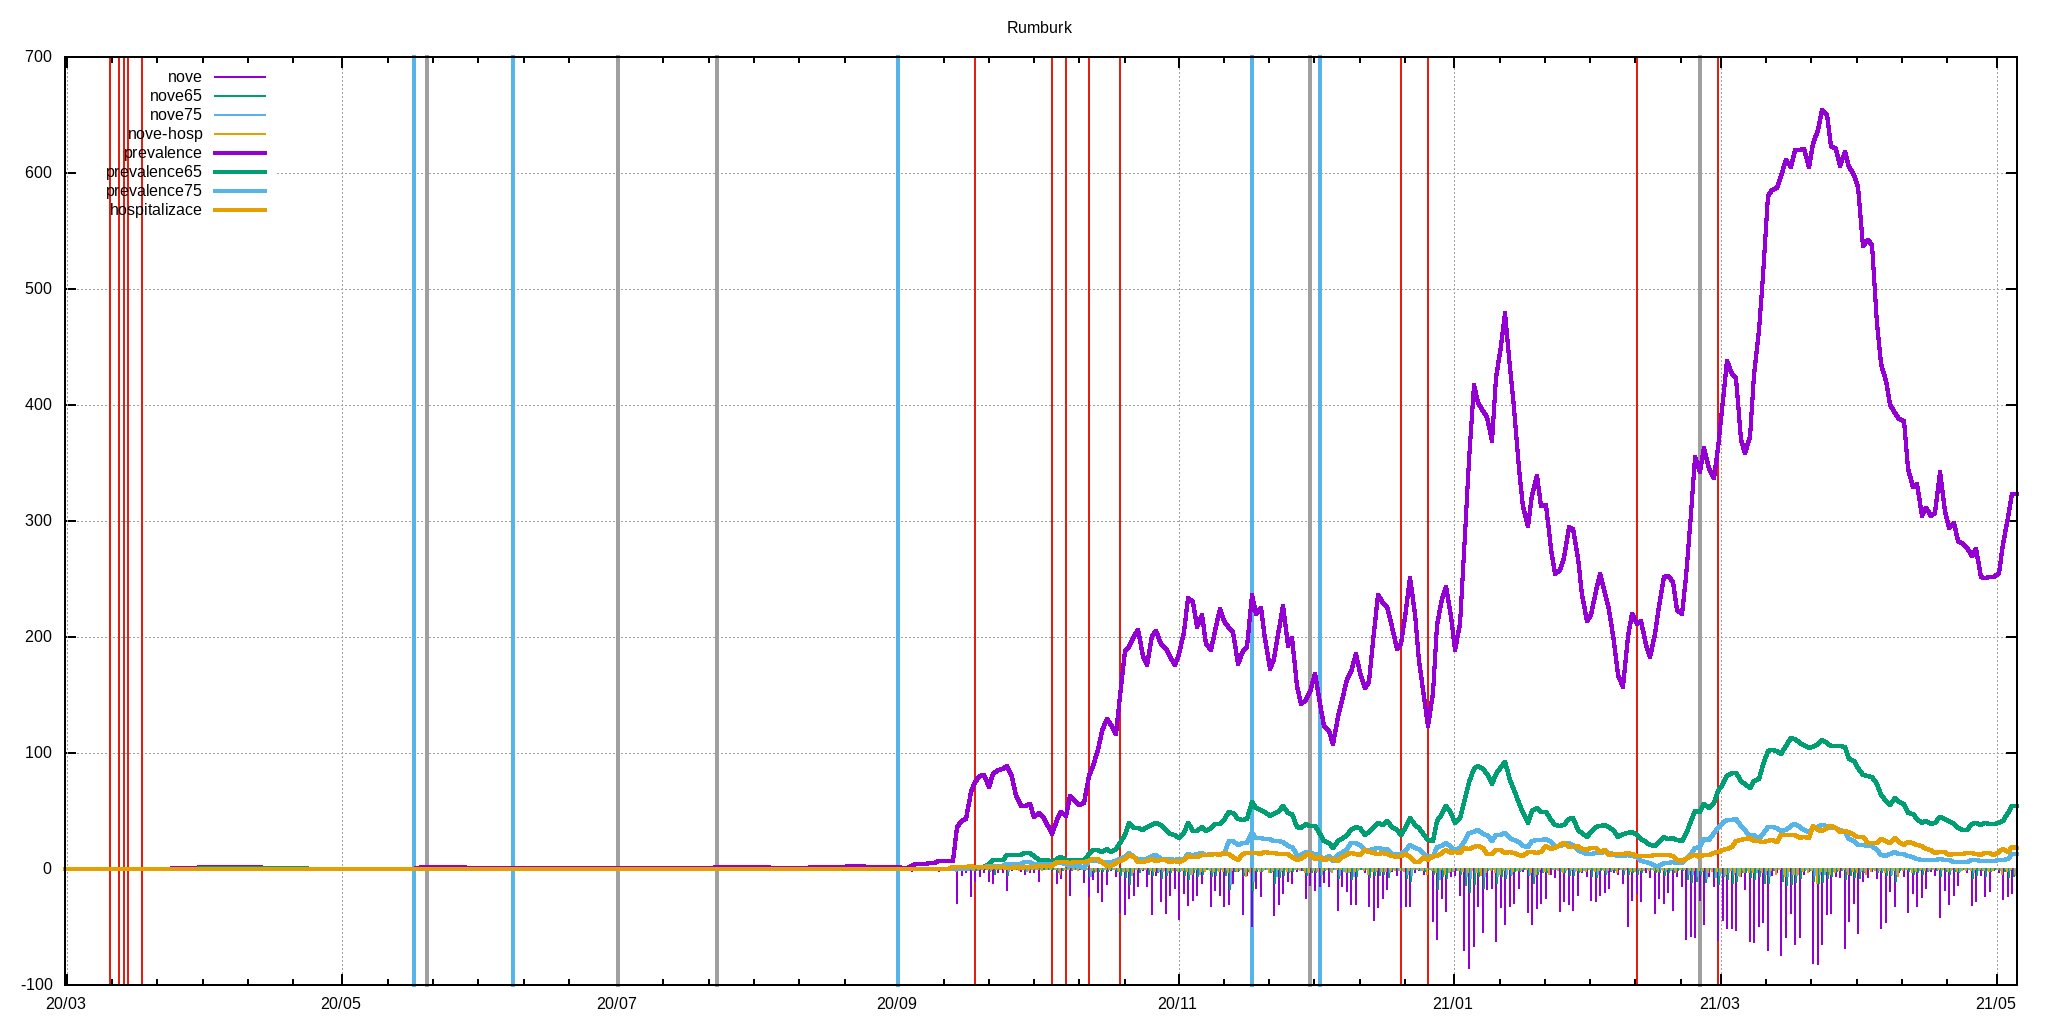 Rumburk
700
600
500
400
300
200
100
0
-100
nove
nove65
nove75
nove-hosp
prevalence
prevalence65
prevalence75
hospitalizace
20/03
20/05
20/07
20/09
20/11
21/01
21/03
21/05